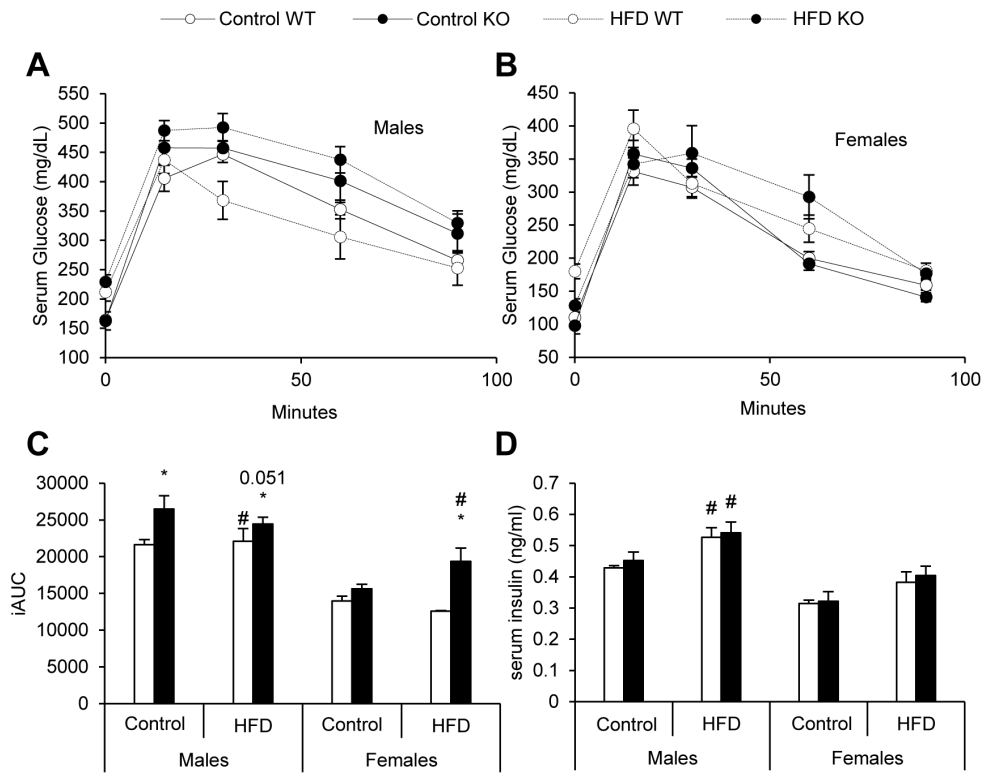 Control WT Control KO HFD WT HFD KO
A
550
500
450
400
350
300
250
200
150
100
Serum Glucose (mg/dL)
Males
0 50 100
Minutes
B
450
400
350
300
250
200
150
100
50
Serum Glucose (mg/dL)
Females
0 50 100
Minutes
C
30000
25000
20000
15000
10000
5000
0
iAUC
*
0.051
# *
#
*
Control HFD Control HFD
Males Females
D
0.7
0.6
0.5
0.4
0.3
0.2
0.1
0
serum insulin (ng/ml)
# #
Control HFD Control HFD
Males Females